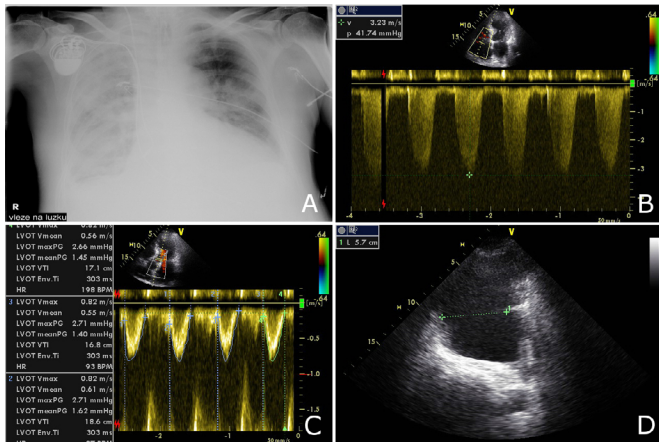 R
vleze na luzku
A
v 3.23 m/s
p 41.74 mmHg
V
H
5
10
15
.64
.64
[m/s]
-1
-2
-3
-4
-3
-2
-1
0
B
LVOT Vmean 0.56 m/s
LVOT maxPG 2.66 mmHg
LVOT meanPG 1.45 mmHg
LVOT VTI 17.1 cm
LVOT Env.Ti 303 ms
HR 198 BPM
3 LVOT Vmax 0.82 m/s
LVOT Vmean 0.55 m/s
LVOT maxPG 2.71 mmHg
LVOT meanPG 1.40 mmHg
LVOT VTI 16.8 cm
LVOT Env.Ti 303 ms
HR 93 BPM
2 LVOT Vmax 0.82 m/s
LVOT Vmean 0.61 m/s
LVOT maxPG 2.71 mmHg
LVOT meanPG 1.62 mmHg
LVOT VTI 18.6 cm
LVOT Env.Ti 303 ms
V
H
5
10
15
.64
.64
[m/s]
-0.5
-1.0
-1.5
-2
-1
0
C
1 L 5.7 cm
V
H
5
10
15
D